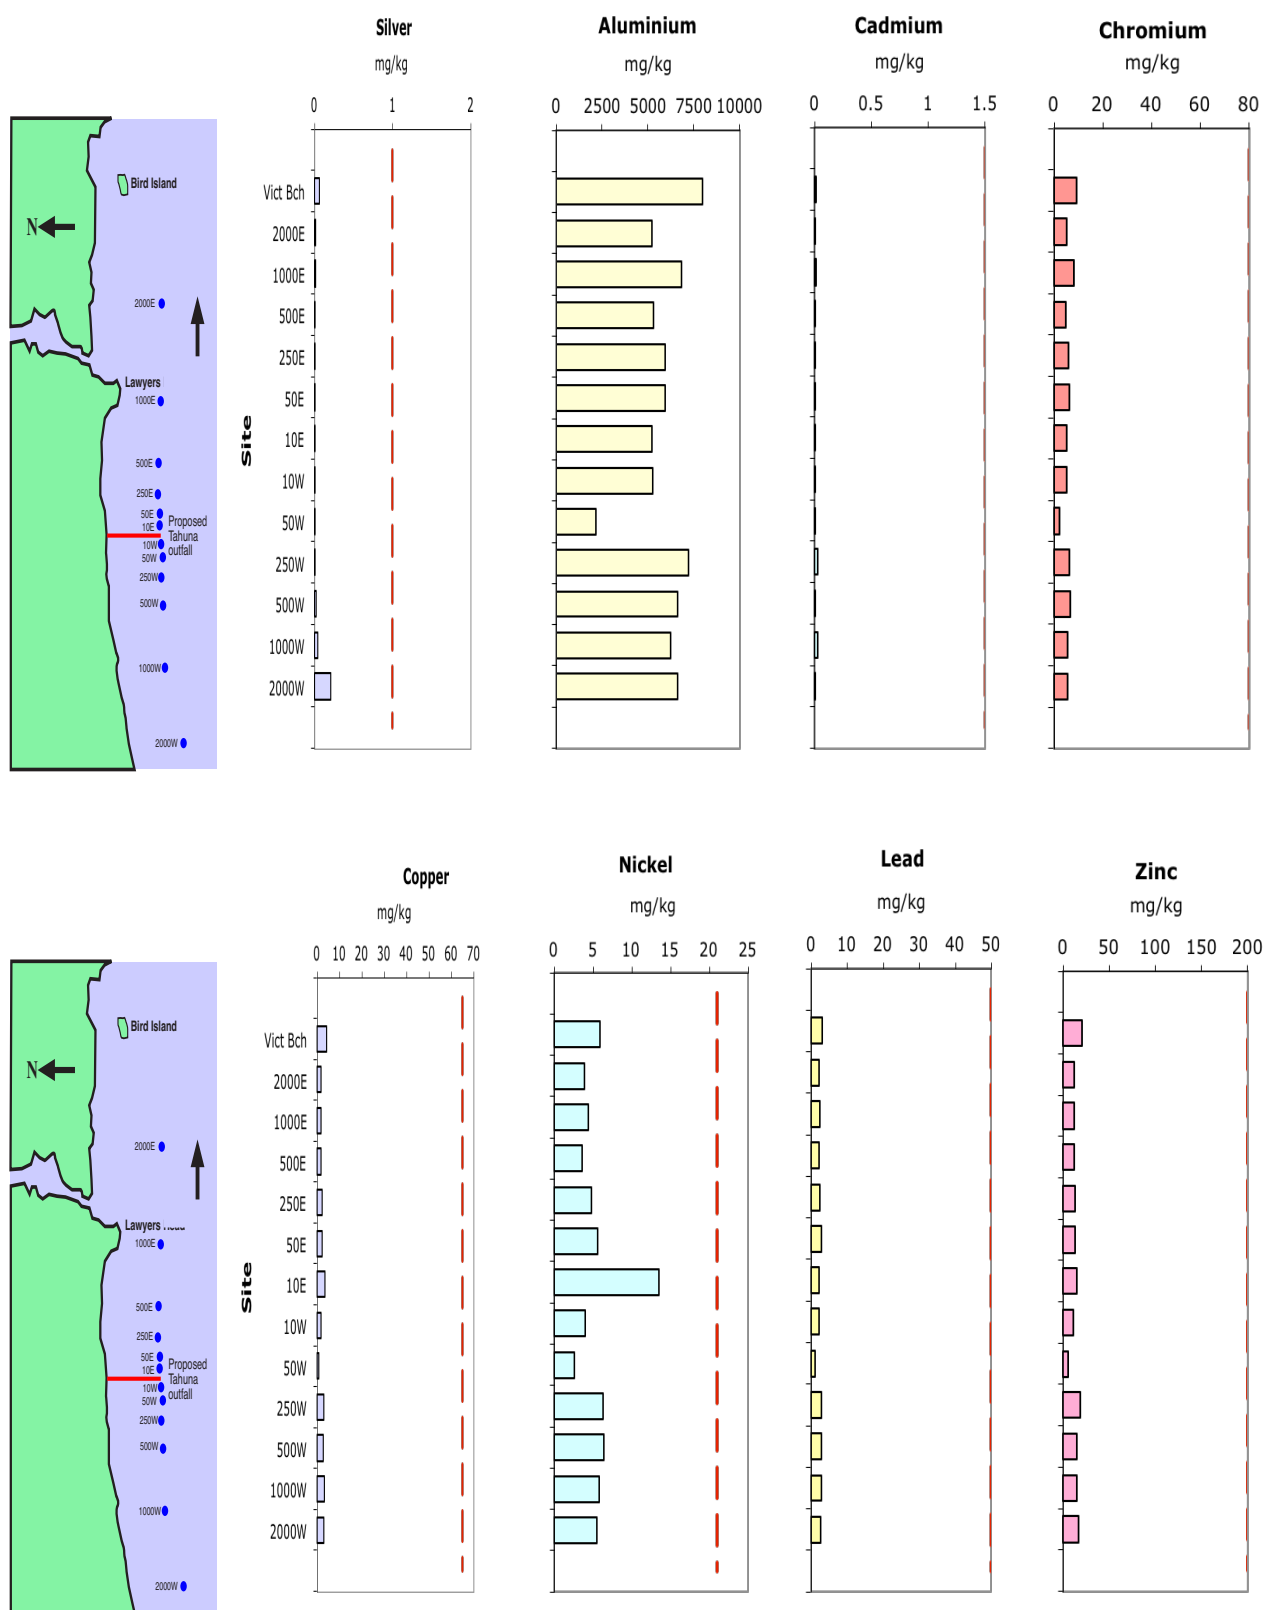 Silver
Aluminium
Cadmium
Chromium
mg/kg
mg/kg
mg/kg
mg/kg
0 1 2
0 2500 5000 7500 10000
0 0.5 1 1.5
0 20 40 60 80
Bird Island
N
2000E
Lawyers
1000E
500E
250E
50E
10E
Proposed
Tahuna
outfall
10W
50W
250W
500W
1000W
2000W
Site
Vict Bch
2000E
1000E
500E
250E
50E
10E
10W
50W
250W
500W
1000W
2000W
Copper
Nickel
Lead
Zinc
mg/kg
mg/kg
mg/kg
mg/kg
0 10 20 30 40 50 60 70
0 5 10 15 20 25
0 10 20 30 40 50
0 50 100 150 200
Bird Island
N
2000E
Lawyers
1000E
500E
250E
50E
10E
Proposed
Tahuna
outfall
10W
50W
250W
500W
1000W
2000W
Site
Vict Bch
2000E
1000E
500E
250E
50E
10E
10W
50W
250W
500W
1000W
2000W